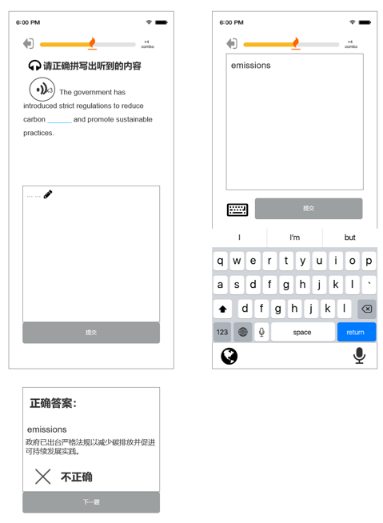 6:00 PM
×4
combo
请正确拼写出听到的内容
The government has
introduced strict regulations to reduce
carbon ______ and promote sustainable
practices.
提交
6:00 PM
×4
combo
emissions
提交
I I'm but
q w e r t y u i o p
a s d f g h j k l `
d f g h j k l
123 space return
正确答案：
emissions
政府已出台严格法规以减少碳排放并促进
可持续发展实践。
不正确
下一题